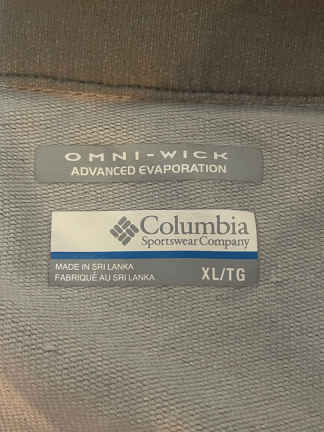 OMNI-WICK
ADVANCED EVAPORATION
Columbia
Sportswear Company
MADE IN SRI LANKA
FABRIQUÉ AU SRI LANKA
XL/TG